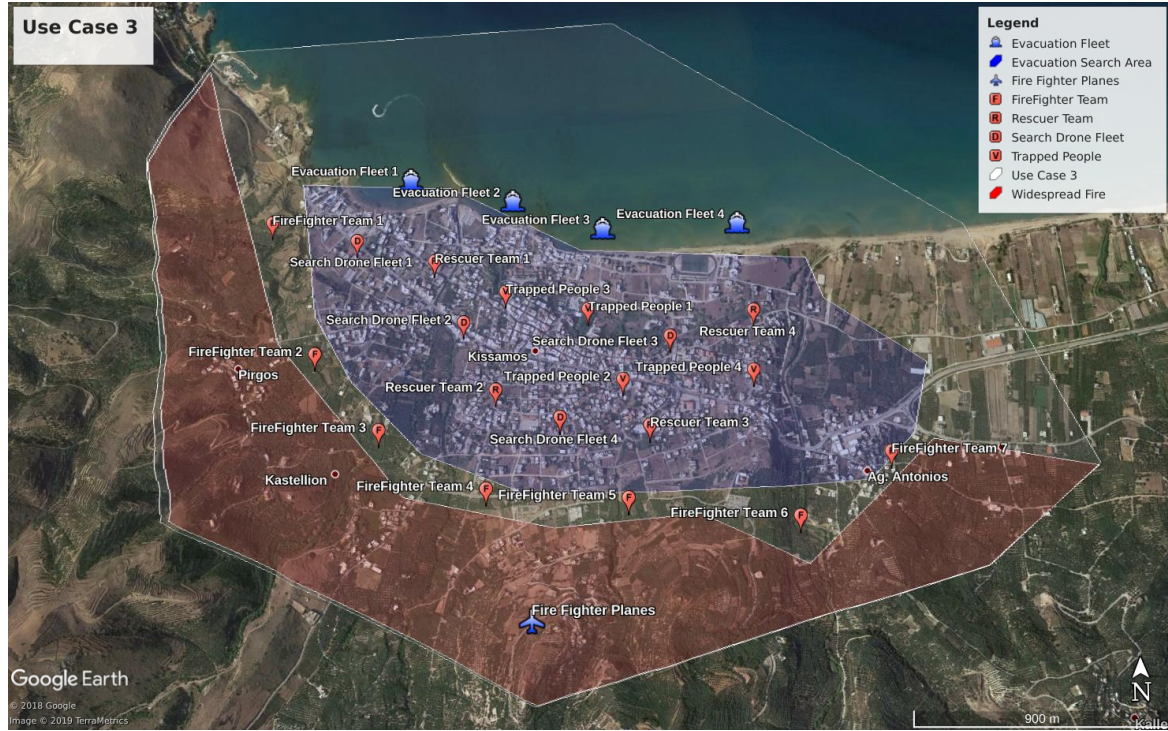 Use Case 3
Legend
Evacuation Fleet
Evacuation Search Area
Fire Fighter Planes
F FireFighter Team
R Rescuer Team
D Search Drone Fleet
V Trapped People
Use Case 3
Widespread Fire
Evacuation Fleet 1
Evacuation Fleet 2
Evacuation Fleet 3
Evacuation Fleet 4
FireFighter Team 1
D
Search Drone Fleet 1
Rescuer Team 1
Trapped People 3
Trapped People 1
R
Rescuer Team 4
Search Drone Fleet 2
D
Search Drone Fleet 3
D
Kissamos
FireFighter Team 2
F
Pirgos
Trapped People 4
V
Trapped People 2
V
Rescuer Team 2
R
D
Search Drone Fleet 4
Rescuer Team 3
FireFighter Team 3
F
FireFighter Team 7
Ag. Antonios
Kastellion
FireFighter Team 4
F
FireFighter Team 5
F
FireFighter Team 6
F
Fire Fighter Planes
Google Earth
© 2018 Google
Image © 2019 TerraMetrics
N
900 m
Kalle